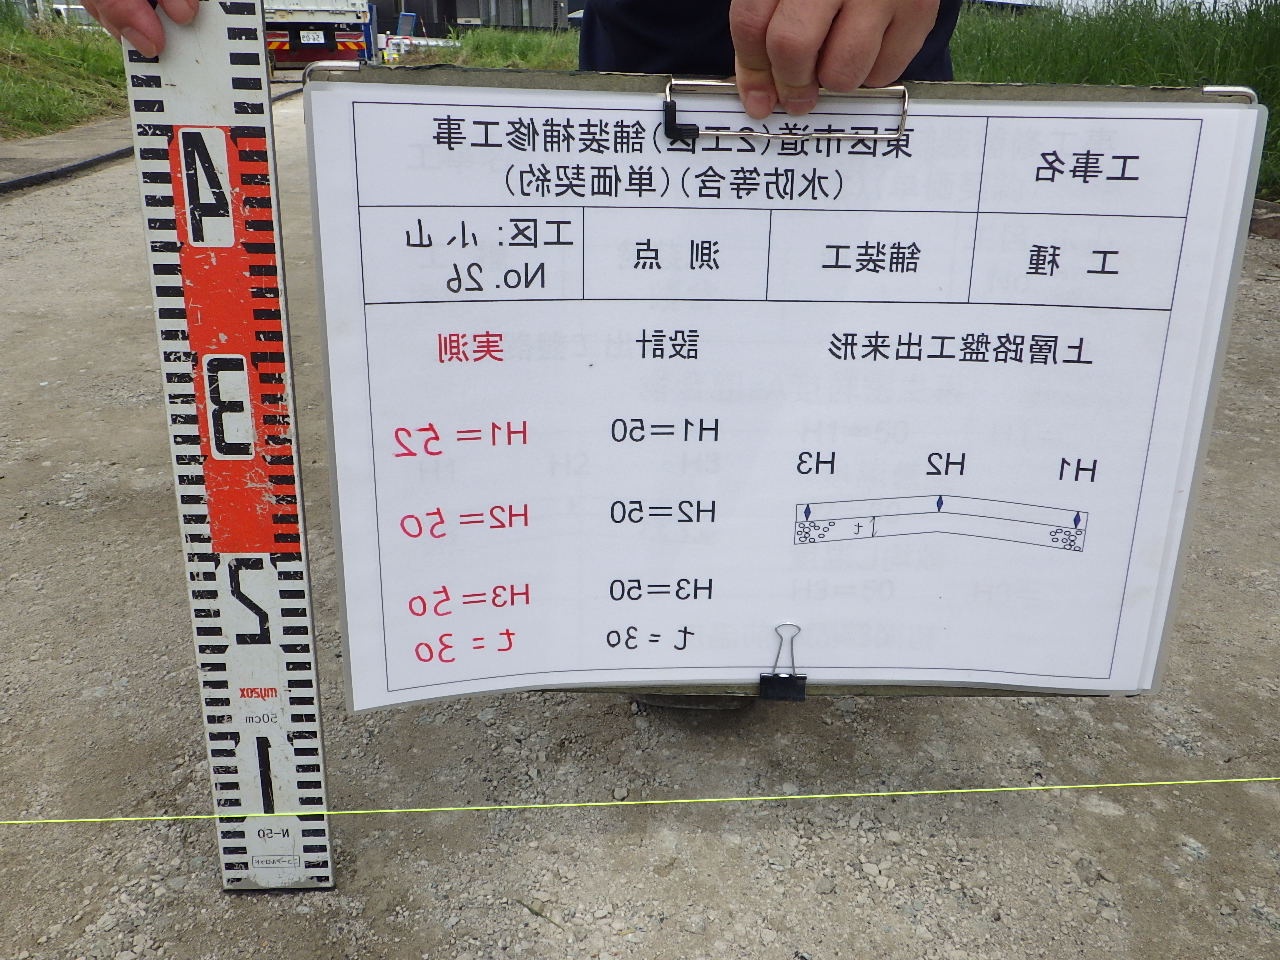 工事名
東区市道(2工区)舗装補修工事
(水防等含)(単価契約)
工 種
舗装工
測 点
工区: 小 山
No. 26
上層路盤工出来形
設計
実測
H1=50
H1= 52
H2=50
H2= 50
H3=50
H3= 50
t = 30
t = 30
H1
H2
H3
t
4
3
2
myzox
50cm
1
N-50